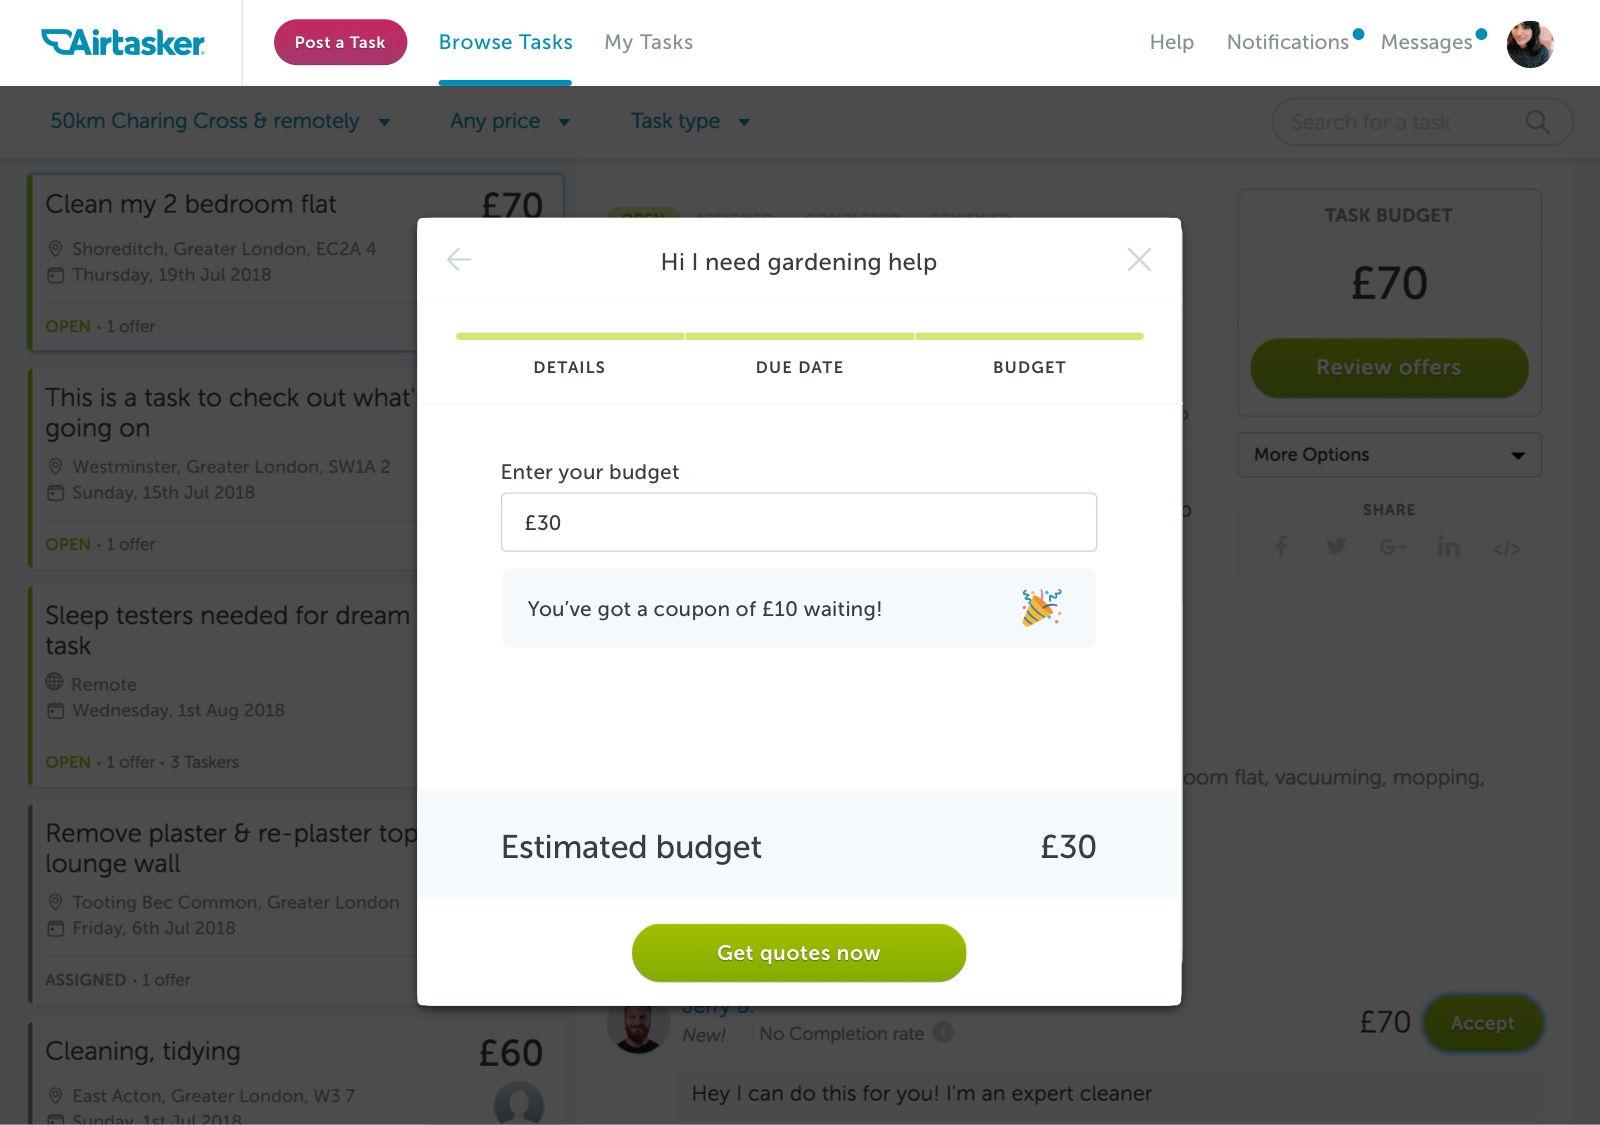 Airtasker
Post a Task
Browse Tasks
My Tasks
Help
Notifications
Messages
50km Charing Cross & remotely
Any price
Task type
Search for a task
Clean my 2 bedroom flat
£70
Shoreditch, Greater London, EC2A 4
Thursday, 19th Jul 2018
OPEN • 1 offer
This is a task to check out what'
going on
Westminster, Greater London, SW1A 2
Sunday, 15th Jul 2018
OPEN • 1 offer
Sleep testers needed for dream
task
Remote
Wednesday, 1st Aug 2018
OPEN • 1 offer • 3 Taskers
Remove plaster & re-plaster top
lounge wall
Tooting Bec Common, Greater London
Friday, 6th Jul 2018
ASSIGNED • 1 offer
Cleaning, tidying
£60
East Acton, Greater London, W3 7
Sunday, 1st Jul 2018
OPEN ASSIGNED COMPLETED REVIEWED
Hi I need gardening help
DETAILS
DUE DATE
BUDGET
Enter your budget
£30
You’ve got a coupon of £10 waiting!
Estimated budget
£30
Get quotes now
TASK BUDGET
£70
Review offers
More Options
SHARE
G+
in
</>
oom flat, vacuuming, mopping,
Jerry B.
New!
No Completion rate
£70
Accept
Hey I can do this for you! I'm an expert cleaner